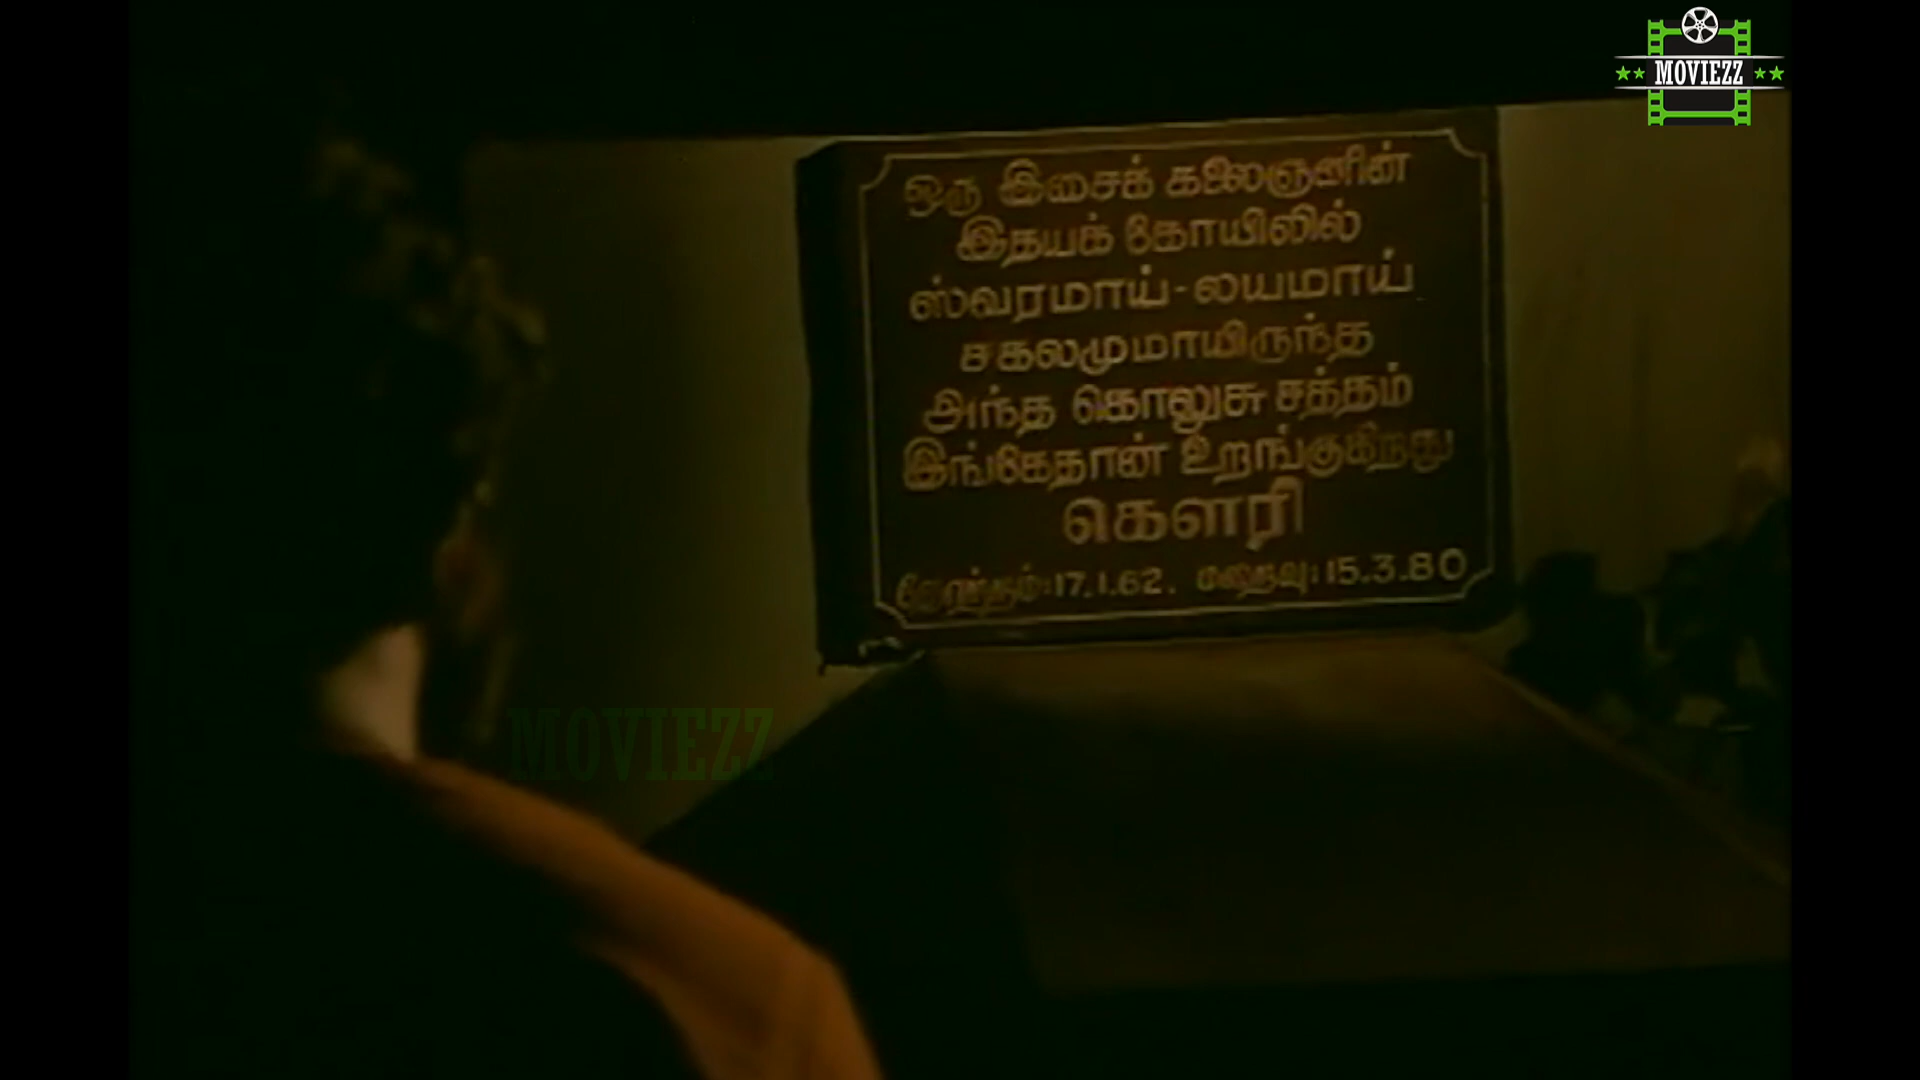 MOVIEZZ
ஒரு இசைக் கலைஞனின்
இதயக் கோயிலில்
ஸ்வரமாய் - லயமாய்
சகலமுமாயிருந்த
அந்த கொலுசு சத்தம்
இங்கேதான் உறங்குகிறது
கௌரி
17.1.62. மறைவு: 15.3.80
MOVIEZZ